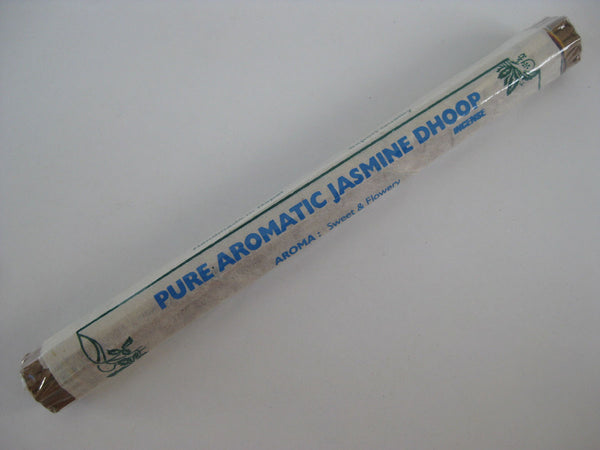 PURE AROMATIC JASMINE DHOOP
INCENSE
AROMA : Sweet & Flowery